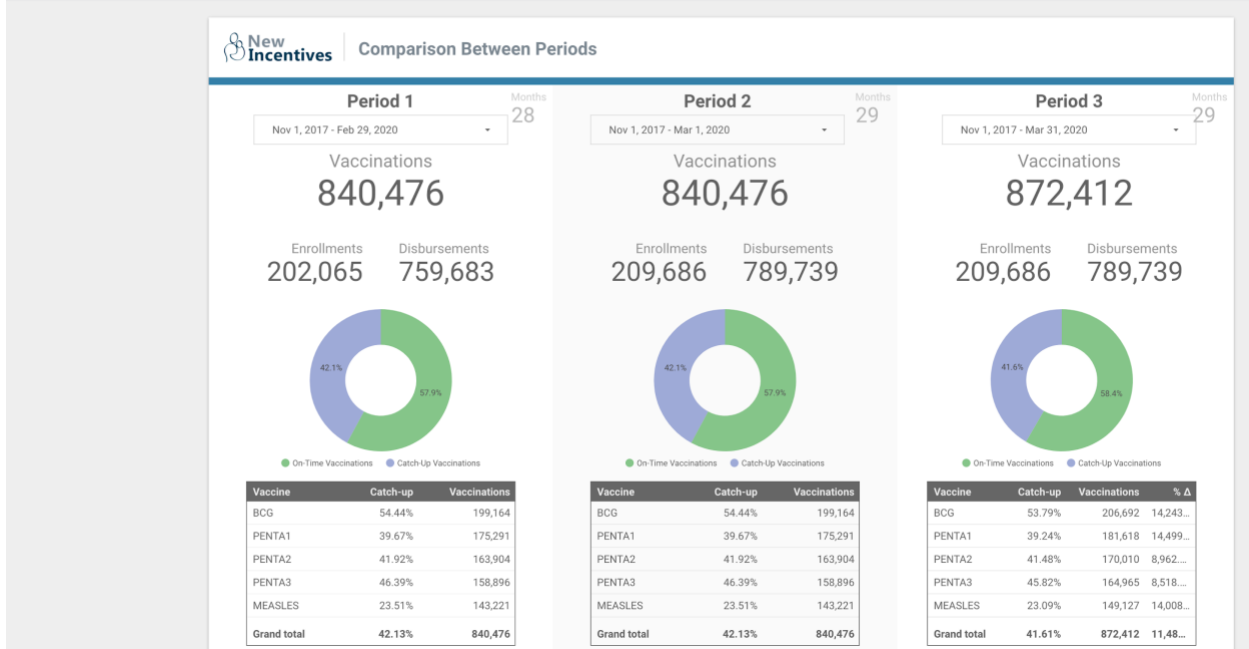 New
Incentives
Comparison Between Periods
Period 1
Months
28
Nov 1, 2017 - Feb 29, 2020
Vaccinations
840,476
Enrollments Disbursements
202,065 759,683
42.1%
57.9%
On-Time Vaccinations Catch-Up Vaccinations
Vaccine Catch-up Vaccinations
BCG 54.44% 199,164
PENTA1 39.67% 175,291
PENTA2 41.92% 163,904
PENTA3 46.39% 158,896
MEASLES 23.51% 143,221
Grand total 42.13% 840,476
Period 2
Months
29
Nov 1, 2017 - Mar 1, 2020
Vaccinations
840,476
Enrollments Disbursements
209,686 789,739
42.1%
57.9%
On-Time Vaccinations Catch-Up Vaccinations
Vaccine Catch-up Vaccinations
BCG 54.44% 199,164
PENTA1 39.67% 175,291
PENTA2 41.92% 163,904
PENTA3 46.39% 158,896
MEASLES 23.51% 143,221
Grand total 42.13% 840,476
Period 3
Months
29
Nov 1, 2017 - Mar 31, 2020
Vaccinations
872,412
Enrollments Disbursements
209,686 789,739
41.6%
58.4%
On-Time Vaccinations Catch-Up Vaccinations
Vaccine Catch-up Vaccinations % Δ
BCG 53.79% 206,692 14,243...
PENTA1 39.24% 181,618 14,499...
PENTA2 41.48% 170,010 8,962....
PENTA3 45.82% 164,965 8,518....
MEASLES 23.09% 149,127 14,008...
Grand total 41.61% 872,412 11,48...